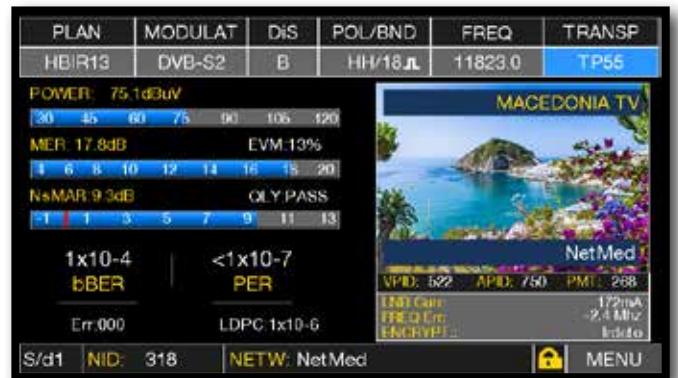 PLAN MODULAT DiS POL/BND FREQ TRANSP
HBIR13 DVB-S2 B HH/18 11823.0 TP55
POWER: 75.1dBuV
30 45 60 75 90 105 120
MER: 17.8dB EVM:13%
4 6 8 10 12 14 16 18 20
NsMAR:9.3dB QLY:PASS
-1 1 3 5 7 9 11 13
1x10-4 <1x10-7
bBER PER
Err:000 LDPC:1x10-6
MACEDONIA TV
NetMed
VPID: 522 APID: 750 PMT: 268
LNB Curr: 172mA
FREQ Err: -2.4 Mhz
ENCRYPT.: Irdeto
S/d1 NID: 318 NETW: NetMed MENU